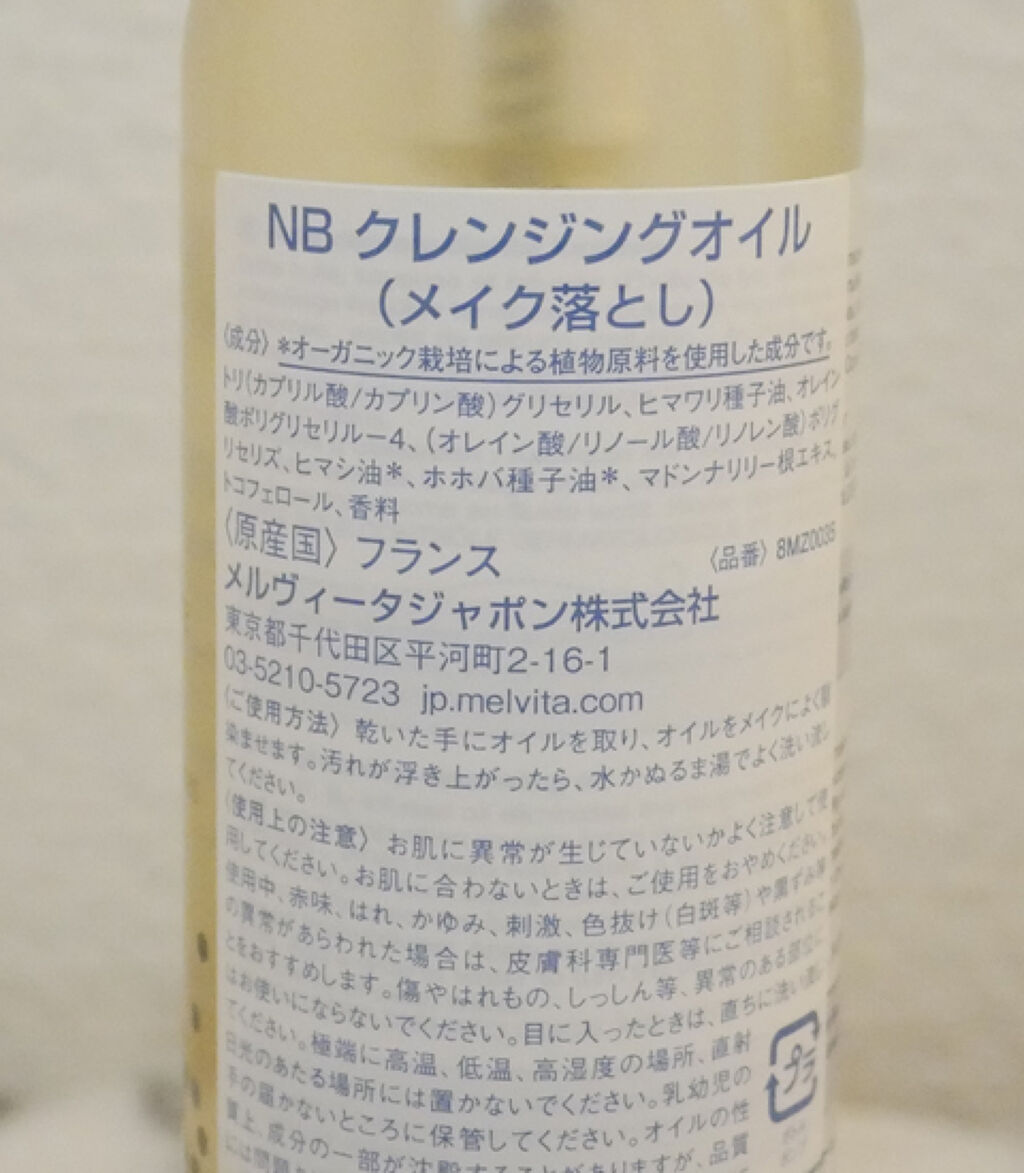 NB クレンジングオイル
（メイク落とし）
〈成分〉*オーガニック栽培による植物原料を使用した成分です。
トリ（カプリル酸/カプリン酸）グリセリル、ヒマワリ種子油、オレイン
酸ポリグリセリル－4、（オレイン酸/リノール酸/リノレン酸）ポリグ
リセリズ、ヒマシ油*、ホホバ種子油*、マドンナリリー根エキス、
トコフェロール、香料
〈原産国〉フランス 〈品番〉8MZ0035
メルヴィータジャポン株式会社
東京都千代田区平河町2-16-1
03-5210-5723 jp.melvita.com
〈ご使用方法〉乾いた手にオイルを取り、オイルをメイクによく馴
染ませます。汚れが浮き上がったら、水かぬるま湯でよく洗い流し
てください。
〈使用上の注意〉お肌に異常が生じていないかよく注意して使
用してください。お肌に合わないときは、ご使用をおやめください。
使用中、赤味、はれ、かゆみ、刺激、色抜け（白斑等）や黒ずみ等
の異常があらわれた場合は、皮膚科専門医等にご相談されるこ
とをおすすめします。傷やはれもの、しっしん等、異常のある部位に
はお使いにならないでください。目に入ったときは、直ちに洗い流し
てください。極端に高温、低温、高湿度の場所、直射
日光のあたる場所には置かないでください。乳幼児の
手の届かないところに保管してください。オイルの性
質上、成分の一部が沈殿することがありますが、品質
には問題
プラ